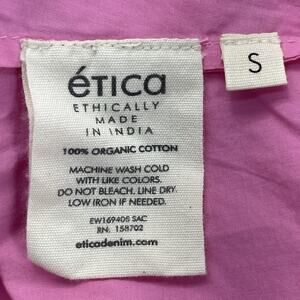 ética
ETHICALLY
MADE
IN INDIA
100% ORGANIC COTTON
MACHINE WASH COLD
WITH LIKE COLORS.
DO NOT BLEACH. LINE DRY.
LOW IRON IF NEEDED.
EW169406 SAC
RN: 158702
eticadenim.com
S